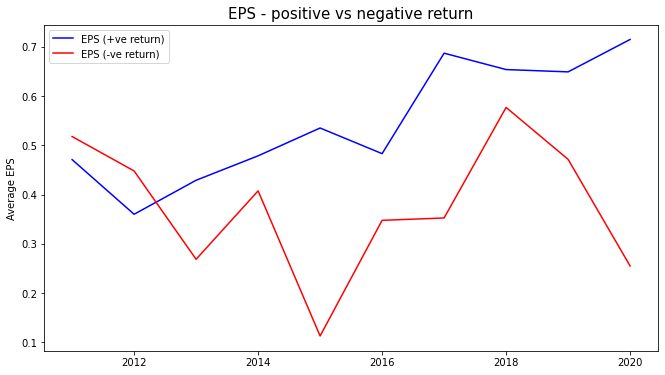 EPS - positive vs negative return
EPS (+ve return)
EPS (-ve return)
Average EPS
0.7
0.6
0.5
0.4
0.3
0.2
0.1
2012 2014 2016 2018 2020